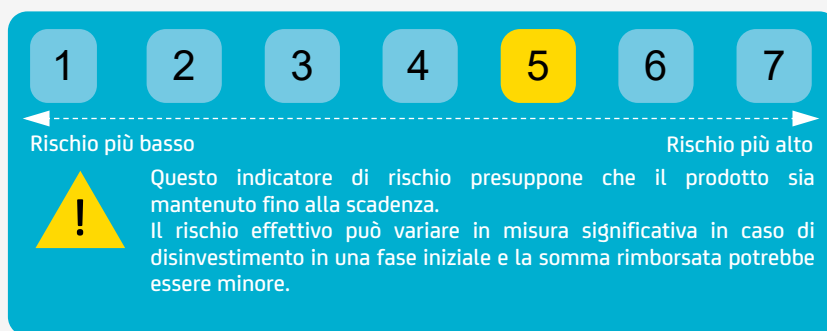 1 2 3 4 5 6 7
Rischio più basso Rischio più alto
!
Questo indicatore di rischio presuppone che il prodotto sia
mantenuto fino alla scadenza.
Il rischio effettivo può variare in misura significativa in caso di
disinvestimento in una fase iniziale e la somma rimborsata potrebbe
essere minore.